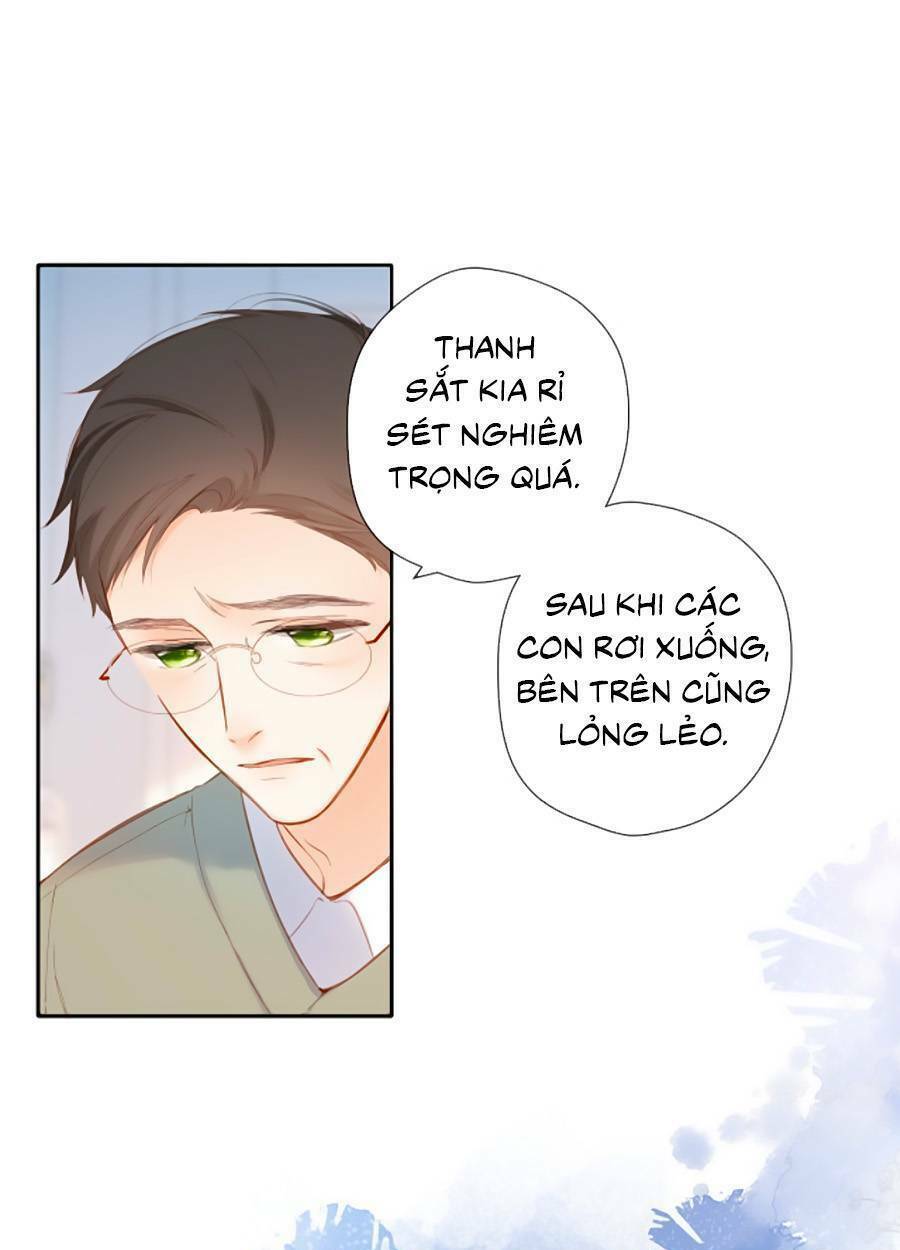 THANH
SẮT KIA RỈ
SÉT NGHIÊM
TRỌNG QUÁ.
SAU KHI CÁC
CON RƠI XUỐNG,
BÊN TRÊN CŨNG
LỎNG LẺO.